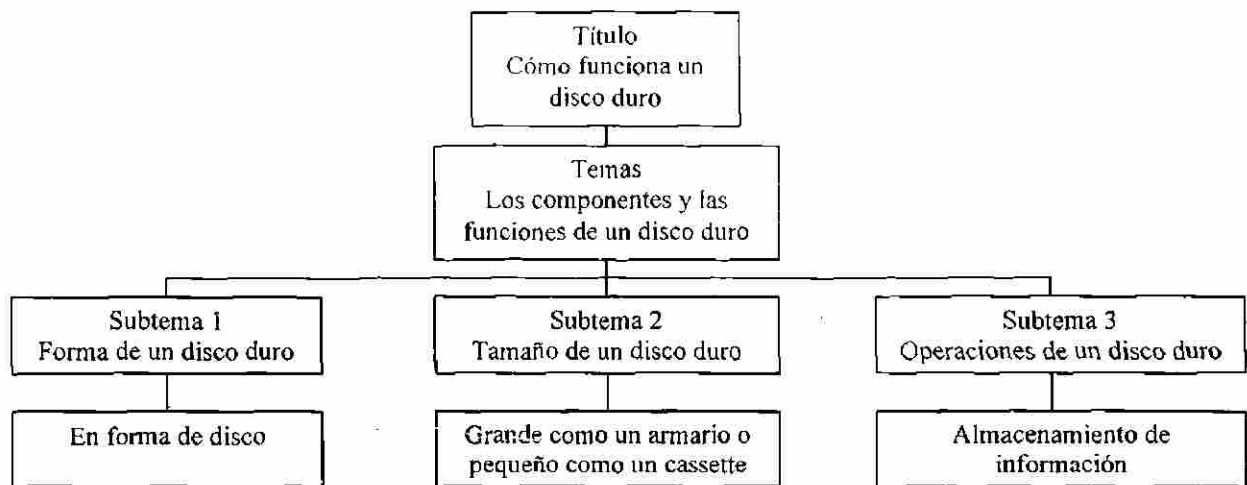 Título
Cómo funciona un
disco duro
Temas
Los componentes y las
funciones de un disco duro
Subtema 1
Forma de un disco duro
Subtema 2
Tamaño de un disco duro
Subtema 3
Operaciones de un disco duro
En forma de disco
Grande como un armario o
pequeño como un cassette
Almacenamiento de
información